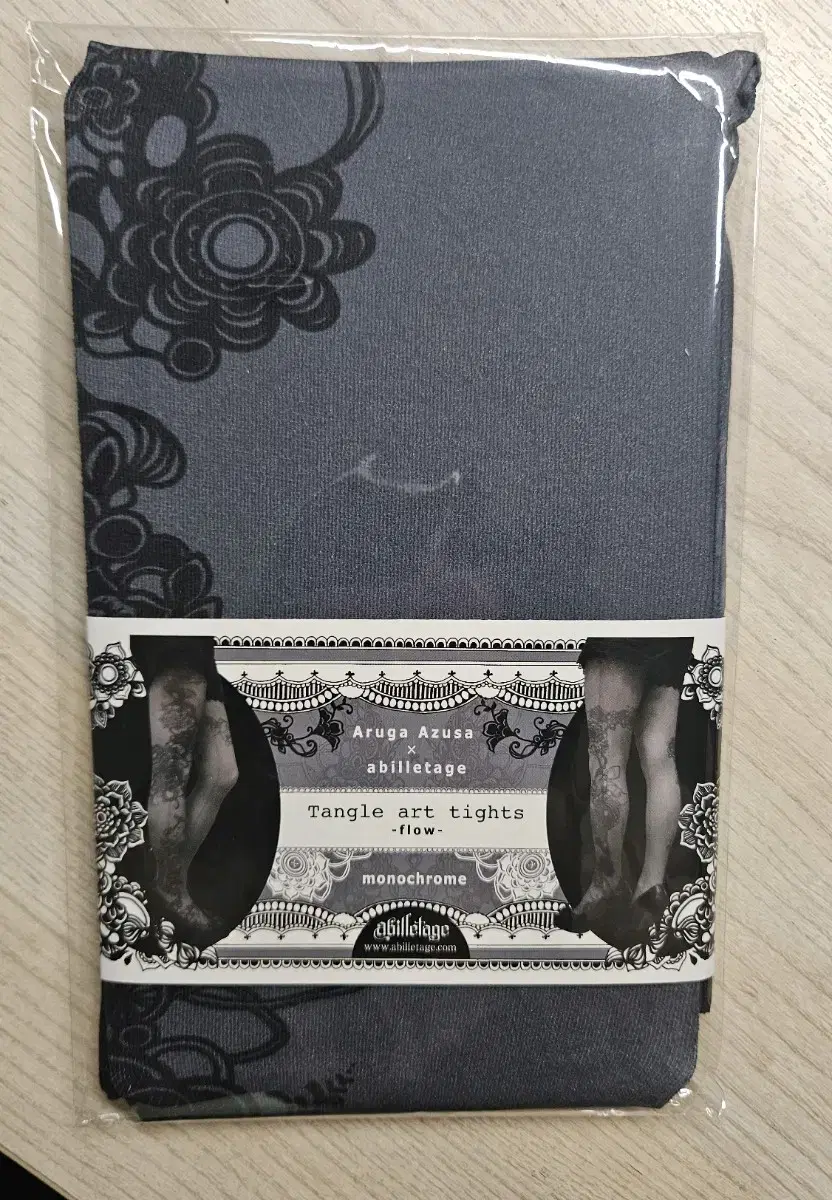 Aruga Azusa
×
abilletage
Tangle art tights
-flow-
monochrome
abilletage
www.abilletage.com